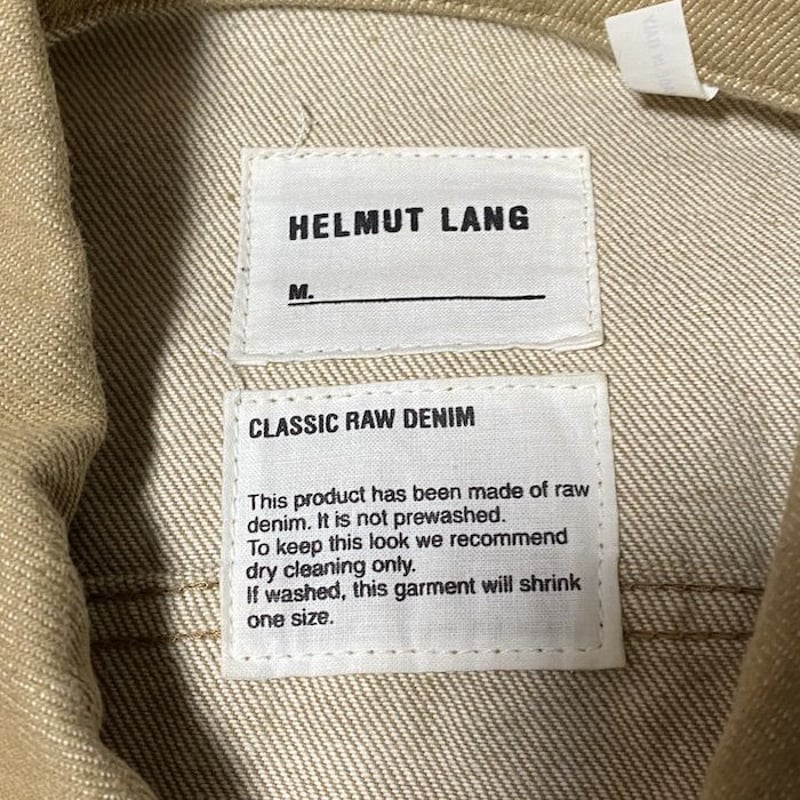 HELMUT LANG
M.
CLASSIC RAW DENIM
This product has been made of raw
denim. It is not prewashed.
To keep this look we recommend
dry cleaning only.
If washed, this garment will shrink
one size.